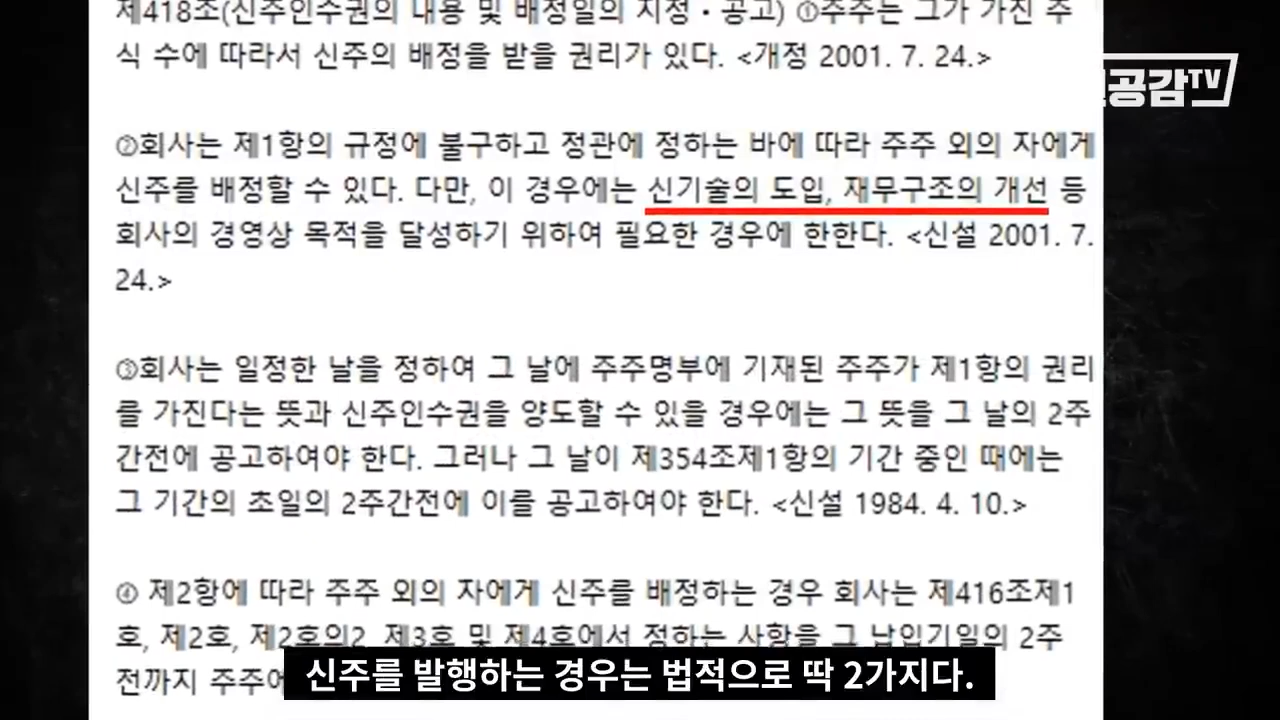 제418조(신주인수권의 내용 및 배정일의 지정·공고) ①주주는 그가 가진 주
식 수에 따라서 신주의 배정을 받을 권리가 있다. <개정 2001. 7. 24.>
공감TV
②회사는 제1항의 규정에 불구하고 정관에 정하는 바에 따라 주주 외의 자에게
신주를 배정할 수 있다. 다만, 이 경우에는 신기술의 도입, 재무구조의 개선 등
회사의 경영상 목적을 달성하기 위하여 필요한 경우에 한한다. <신설 2001. 7.
24.>
③회사는 일정한 날을 정하여 그 날에 주주명부에 기재된 주주가 제1항의 권리
를 가진다는 뜻과 신주인수권을 양도할 수 있을 경우에는 그 뜻을 그 날의 2주
간전에 공고하여야 한다. 그러나 그 날이 제354조제1항의 기간 중인 때에는
그 기간의 초일의 2주간전에 이를 공고하여야 한다. <신설 1984. 4. 10.>
④ 제2항에 따라 주주 외의 자에게 신주를 배정하는 경우 회사는 제416조제1
호, 제2호, 제2호의2, 제3호 및 제4호에서 정하는 사항을 그 납입기일의 2주
전까지 주주에
신주를 발행하는 경우는 법적으로 딱 2가지다.